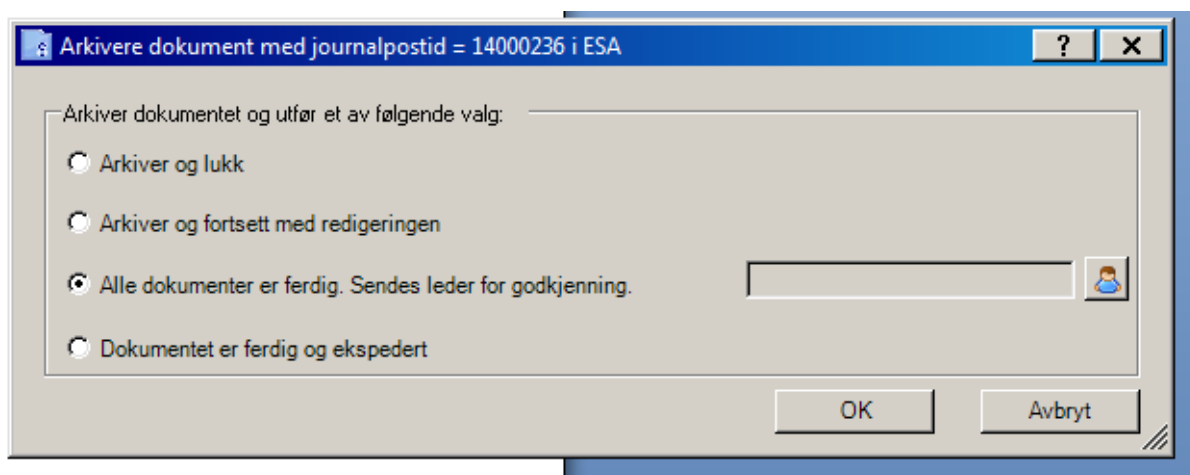 Arkivere dokument med journalpostid = 14000236 i ESA
Arkiver dokumentet og utfør et av følgende valg:
Arkiver og lukk
Arkiver og fortsett med redigeringen
Alle dokumenter er ferdig. Sendes leder for godkjenning.
Dokumentet er ferdig og ekspedert
OK Avbryt